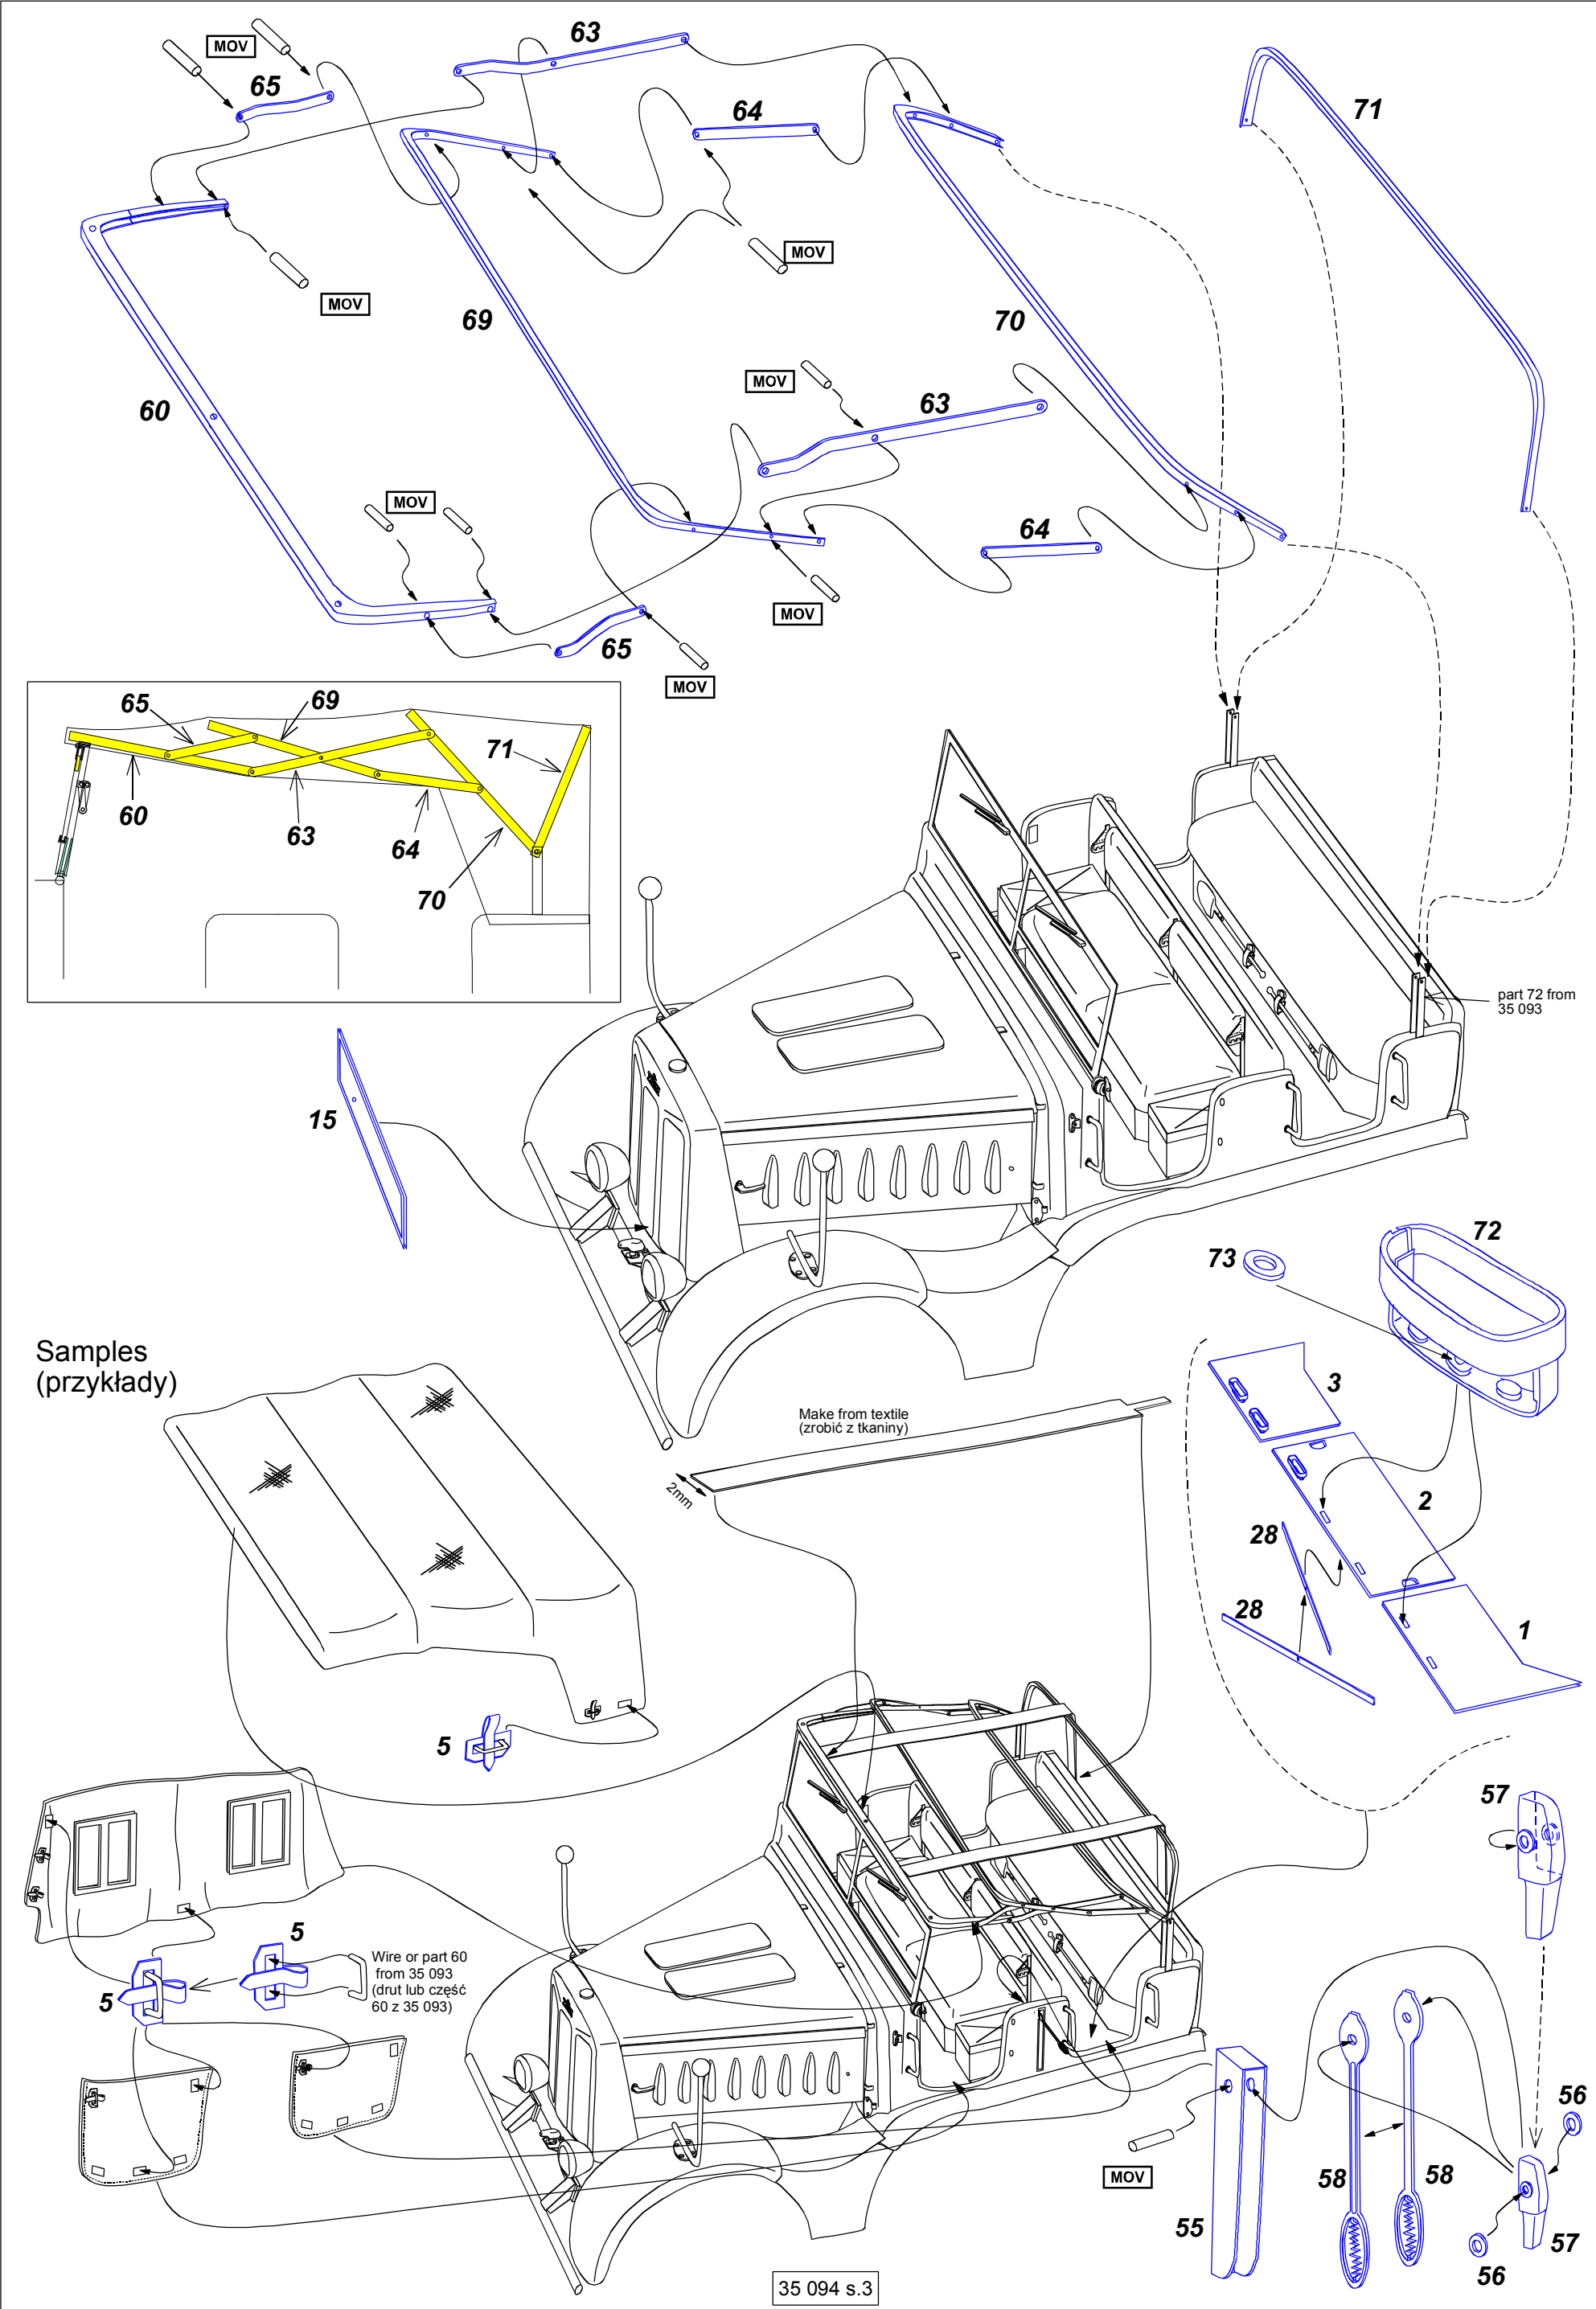 63
MOV
65
64
71
MOV
MOV
69
70
60
MOV
63
MOV
64
MOV
65
MOV
65
69
71
60
63
64
70
part 72 from
35 093
15
72
73
3
Samples
(przykłady)
Make from textile
(zrobić z tkaniny)
2mm
2
28
28
1
5
57
5
5
Wire or part 60
from 35 093
(drut lub część
60 z 35 093)
56
MOV
58
58
55
57
56
35 094 s.3